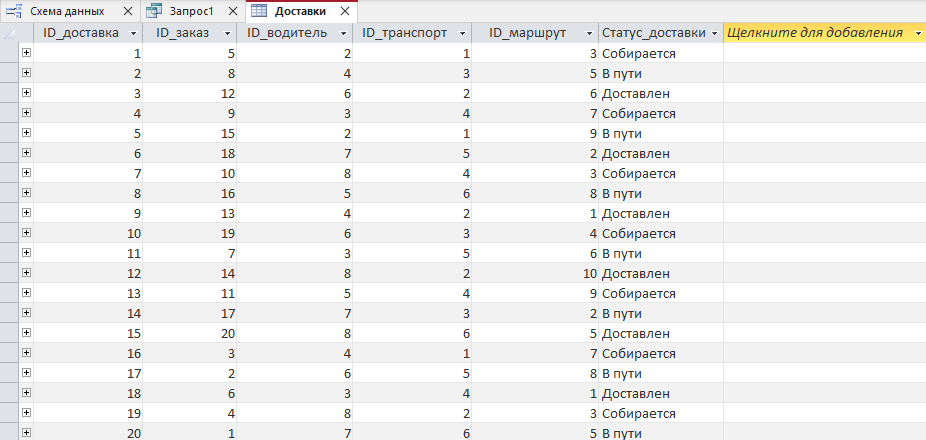 Схема данных Запрос1 Доставки
ID_доставка ID_заказ ID_водитель ID_транспорт ID_маршрут Статус_доставки Щелкните для добавления
1 5 2 1 3 Собирается
2 8 4 3 5 В пути
3 12 6 2 6 Доставлен
4 9 3 4 7 Собирается
5 15 2 1 9 В пути
6 18 7 5 2 Доставлен
7 10 8 4 3 Собирается
8 16 5 6 8 В пути
9 13 4 2 1 Доставлен
10 19 6 3 4 Собирается
11 7 3 5 6 В пути
12 14 8 2 10 Доставлен
13 11 5 4 9 Собирается
14 17 7 3 2 В пути
15 20 8 6 5 Доставлен
16 3 4 1 7 Собирается
17 2 6 5 8 В пути
18 6 3 4 1 Доставлен
19 4 8 2 3 Собирается
20 1 7 6 5 В пути